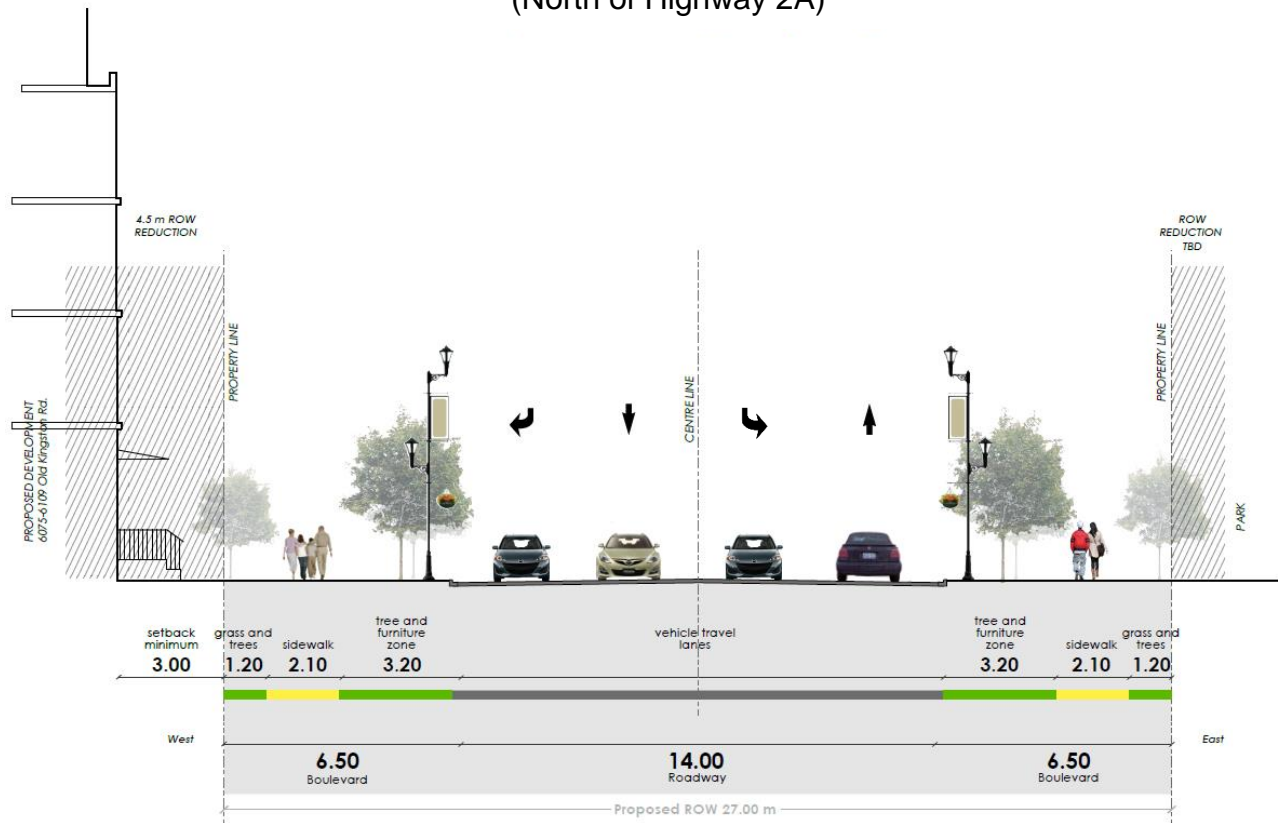 (North of Highway 2A)
4.5 m ROW
REDUCTION
ROW
REDUCTION
TBD
PROPERTY LINE
CENTRE LINE
PROPERTY LINE
PROPOSED DEVELOPMENT
6075-6109 Old Kingston Rd.
PARK
setback
minimum
3.00
grass and
trees
1.20
sidewalk
2.10
tree and
furniture
zone
3.20
vehicle travel
lanes
tree and
furniture
zone
3.20
sidewalk
2.10
grass and
trees
1.20
West
East
6.50
Boulevard
14.00
Roadway
6.50
Boulevard
Proposed ROW 27.00 m